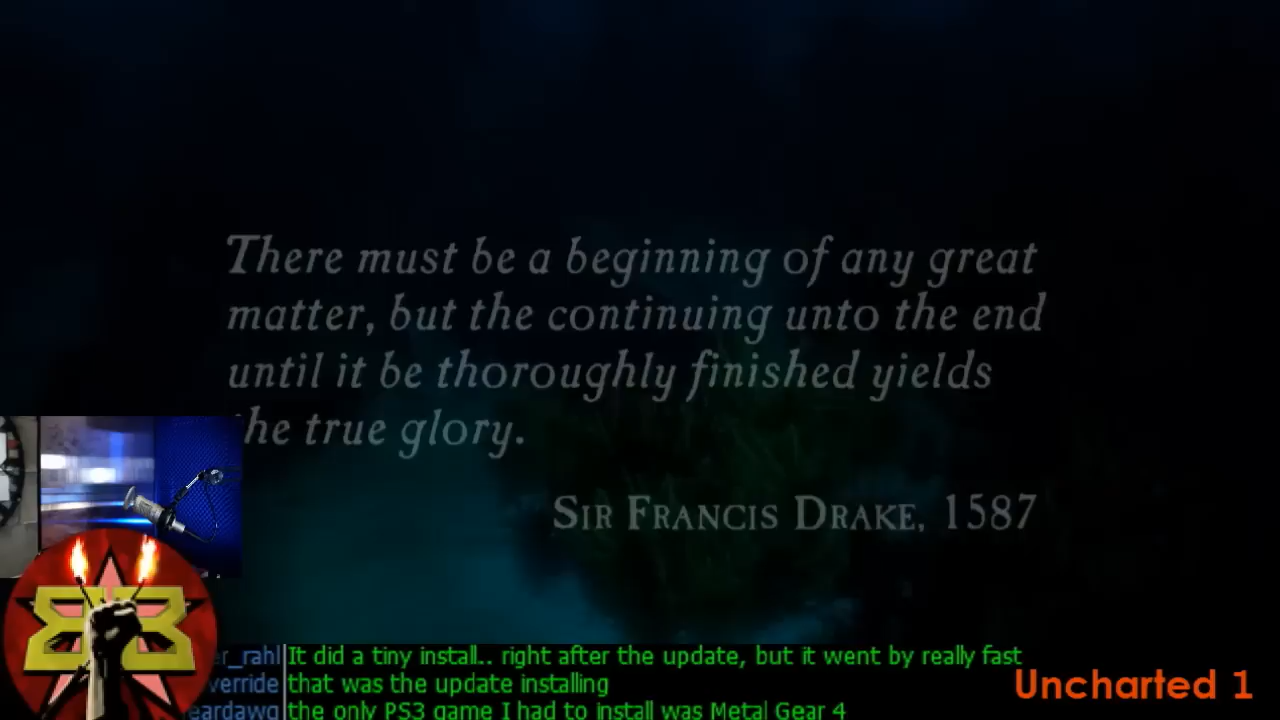 There must be a beginning of any great
matter, but the continuing unto the end
until it be thoroughly finished yields
the true glory.
SIR FRANCIS DRAKE, 1587
er_rahl It did a tiny install.. right after the update, but it went by really fast
verride that was the update installing
eardawg the only PS3 game I had to install was Metal Gear 4
Uncharted 1